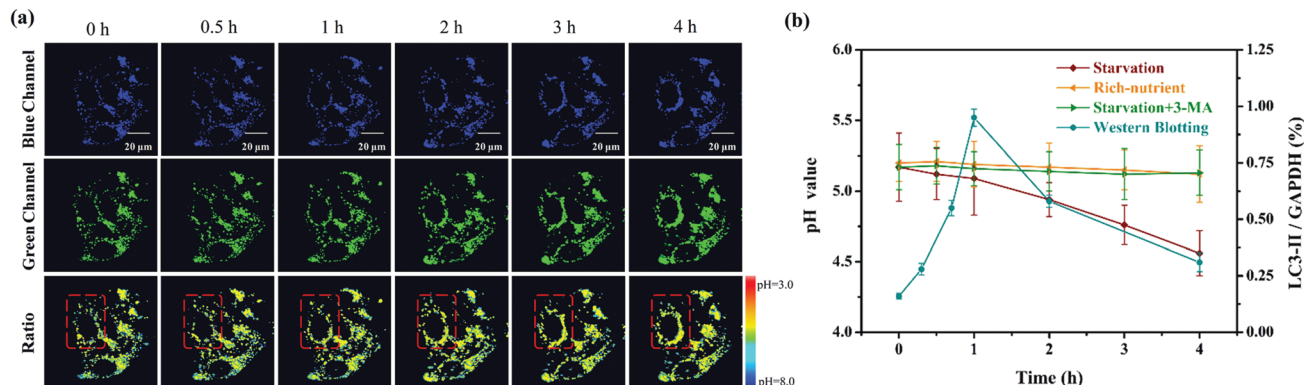 (a)
0 h 0.5 h 1 h 2 h 3 h 4 h
Blue Channel
20 µm 20 µm 20 µm 20 µm 20 µm 20 µm
Green Channel
Ratio
pH=3.0
pH=8.0
(b)
6.0
5.5
5.0
4.5
4.0
pH value
Starvation
Rich-nutrient
Starvation+3-MA
Western Blotting
1.25
1.00
0.75
0.50
0.25
0.00
LC3-II / GAPDH (%)
0 1 2 3 4
Time (h)